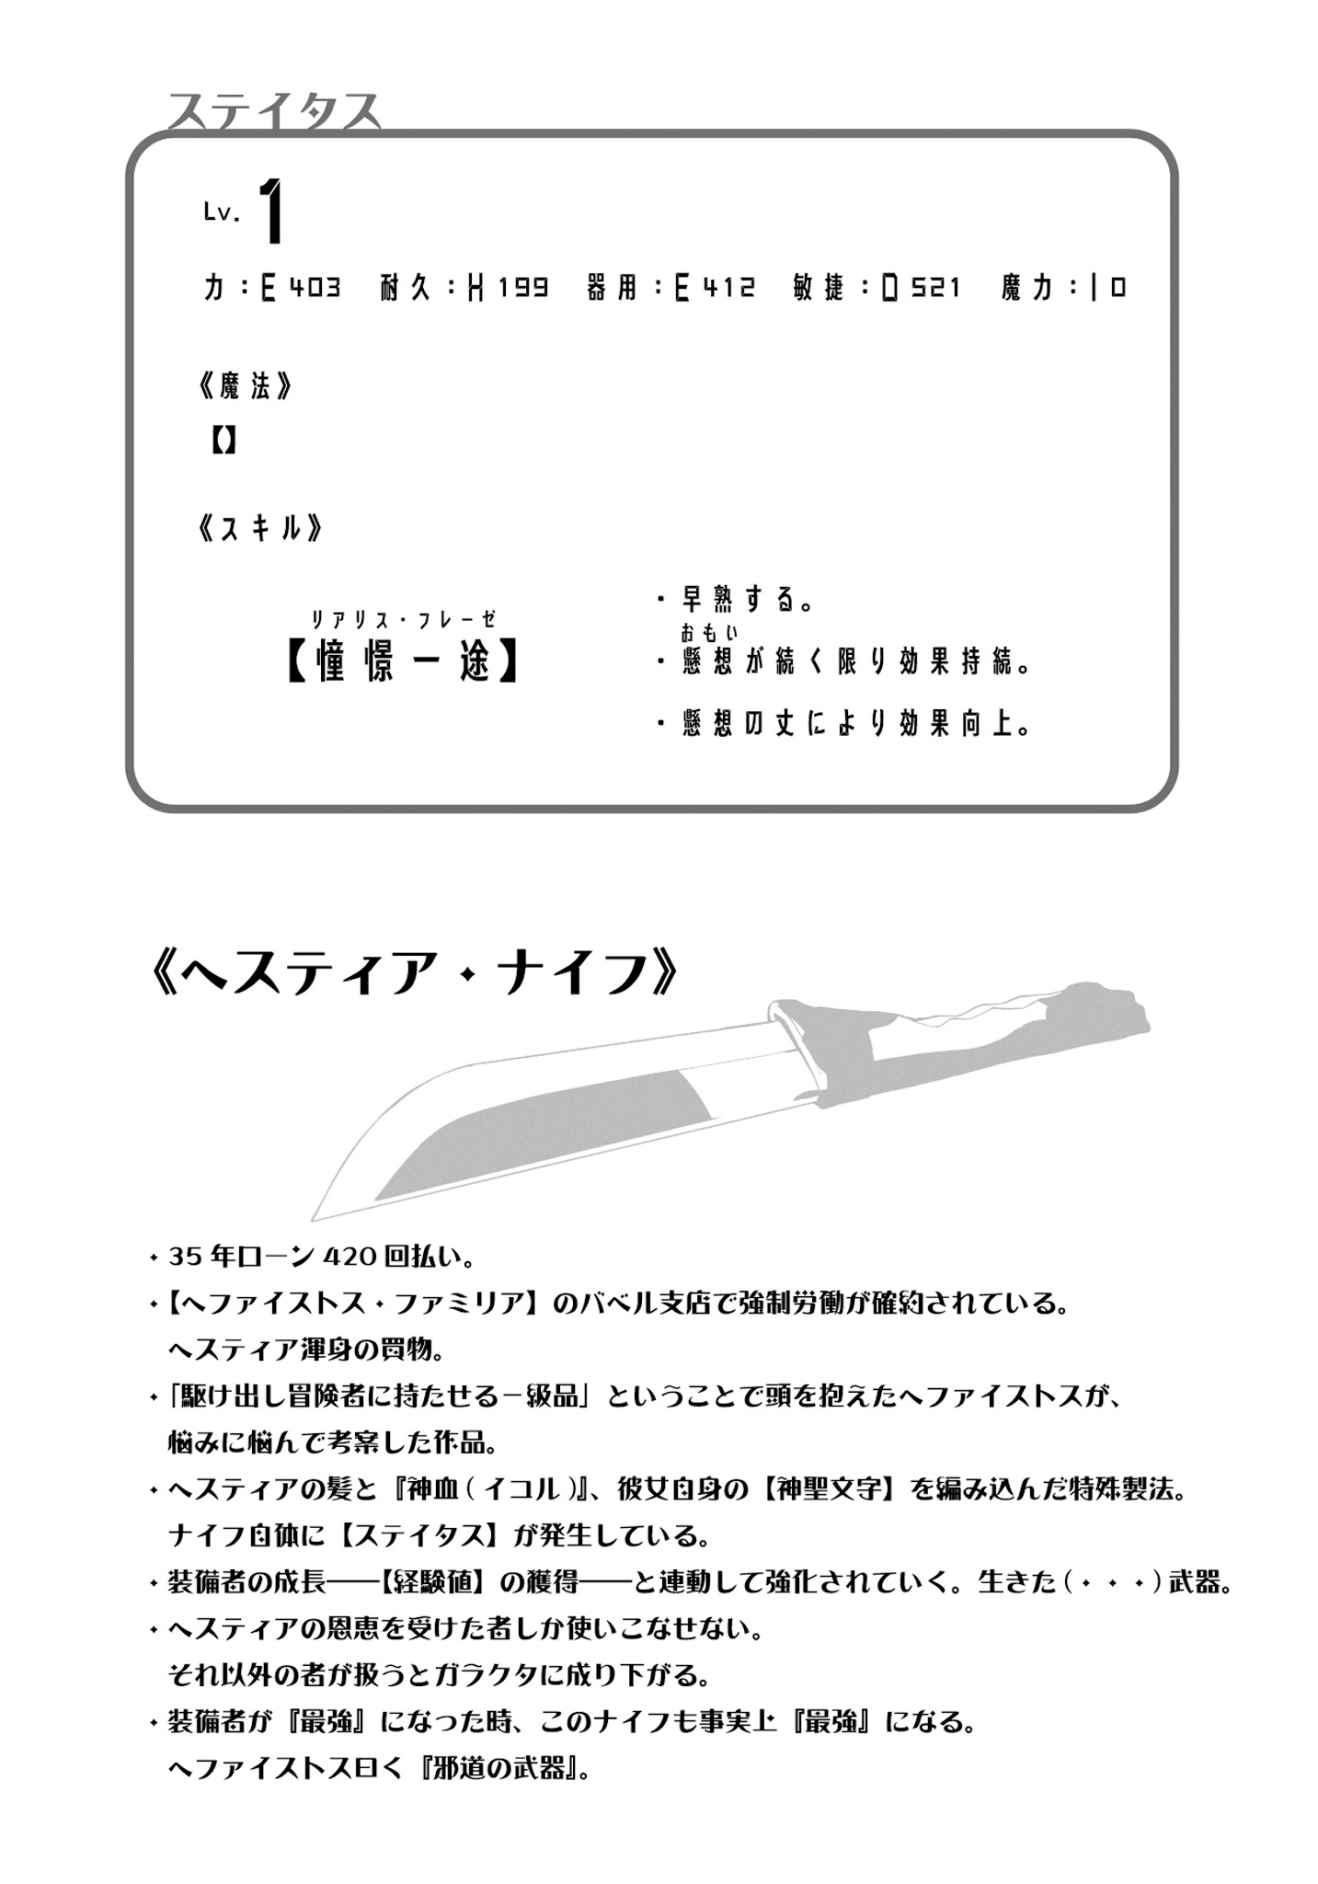 ステイタス
Lv. 1
力：E 403 耐久：H 199 器用：E 412 敏捷：D 521 魔力：I 0
《魔法》
【】
《スキル》
リアリス・フレーゼ
【憧憬一途】
・早熟する。
おもい
・懸想が続く限り効果持続。
・懸想の丈により効果向上。
《ヘスティア・ナイフ》
・35 年ローン 420 回払い。
・【ヘファイストス・ファミリア】のバベル支店で強制労働が確約されている。
ヘスティア渾身の買物。
・「駆け出し冒険者に持たせる一級品」ということで頭を抱えたヘファイストスが、
悩みに悩んで考案した作品。
・ヘスティアの髪と『神血(イコル)』、彼女自身の【神聖文字】を編み込んだ特殊製法。
ナイフ自体に【ステイタス】が発生している。
・装備者の成長――【経験値】の獲得――と連動して強化されていく。生きた(・・・)武器。
・ヘスティアの恩恵を受けた者しか使いこなせない。
それ以外の者が扱うとガラクタに成り下がる。
・装備者が『最強』になった時、このナイフも事実上『最強』になる。
ヘファイストス曰く『邪道の武器』。